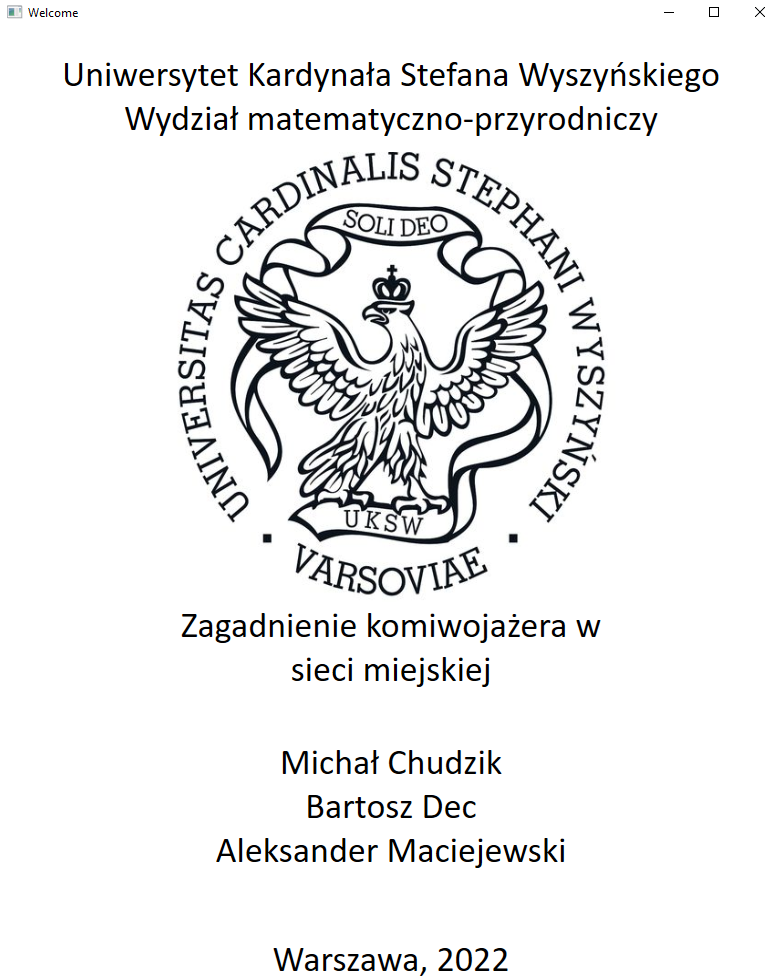 Welcome
Uniwersytet Kardynała Stefana Wyszyńskiego
Wydział matematyczno-przyrodniczy
UNIVERSITAS CARDINALIS STEPHANI WYSZYŃSKI
SOLI DEO
UKSW
VARSOVIAE
Zagadnienie komiwojażera w
sieci miejskiej
Michał Chudzik
Bartosz Dec
Aleksander Maciejewski
Warszawa, 2022